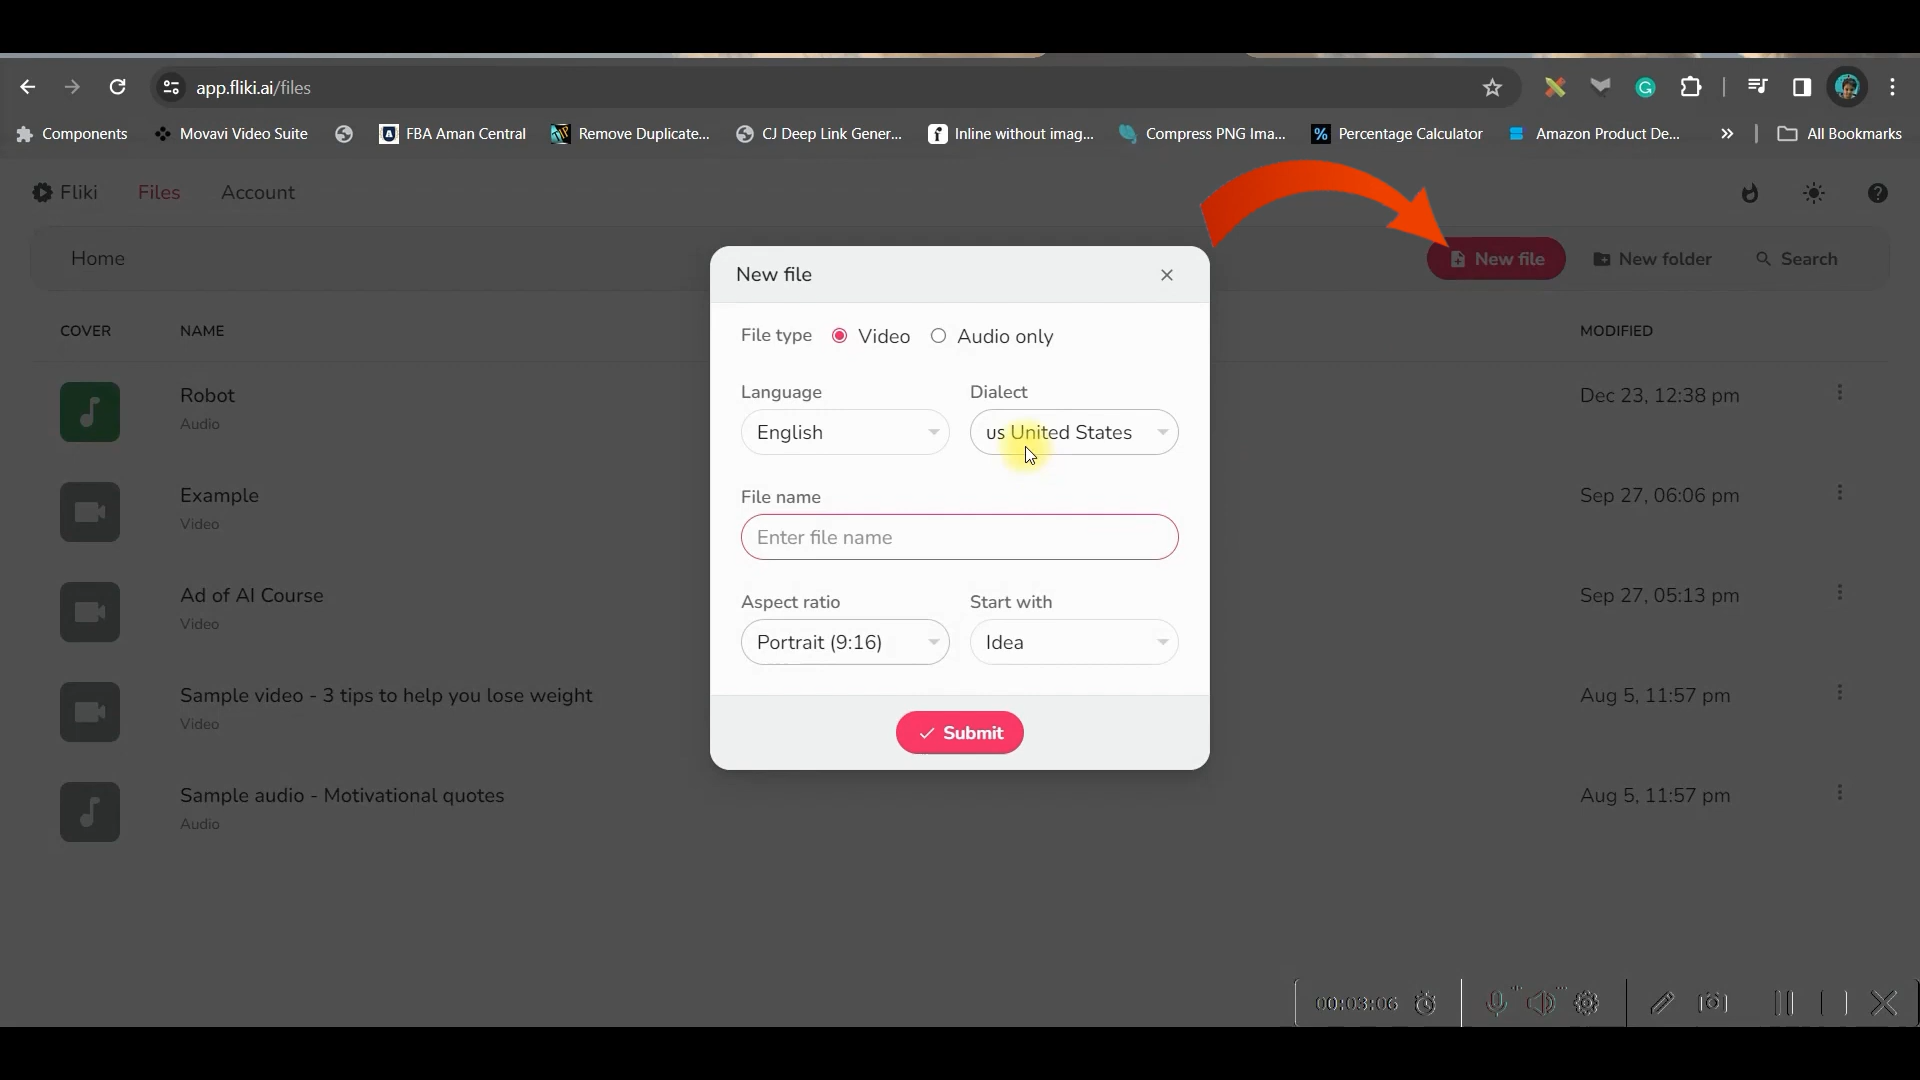 app.fliki.ai/files
Components
Movavi Video Suite
FBA Aman Central
Remove Duplicate...
CJ Deep Link Gener...
Inline without imag...
Compress PNG Ima...
Percentage Calculator
Amazon Product De...
All Bookmarks
Fliki
Files
Account
Home
New file
New folder
Search
COVER
NAME
MODIFIED
Robot
Audio
Dec 23, 12:38 pm
Example
Video
Sep 27, 06:06 pm
Ad of AI Course
Video
Sep 27, 05:13 pm
Sample video - 3 tips to help you lose weight
Video
Aug 5, 11:57 pm
Sample audio - Motivational quotes
Audio
Aug 5, 11:57 pm
New file
File type Video Audio only
Language Dialect
English us United States
File name
Enter file name
Aspect ratio Start with
Portrait (9:16) Idea
Submit
00:03:06